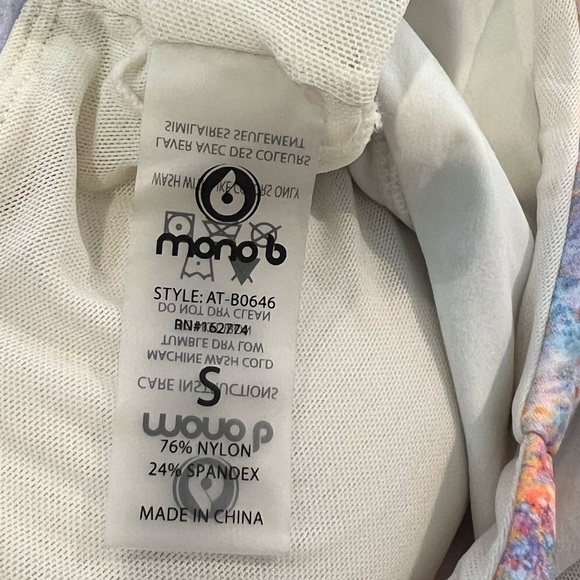 mono b
STYLE: AT-B0646
RN#162774
S
76% NYLON
24% SPANDEX
MADE IN CHINA
mono b
CARE INSTRUCTIONS
MACHINE WASH COLD
TUMBLE DRY LOW
DO NOT DRY CLEAN
WASH WITH LIKE COLORS ONLY
LAVER AVEC DES COULEURS
SIMILAIRES SEULEMENT